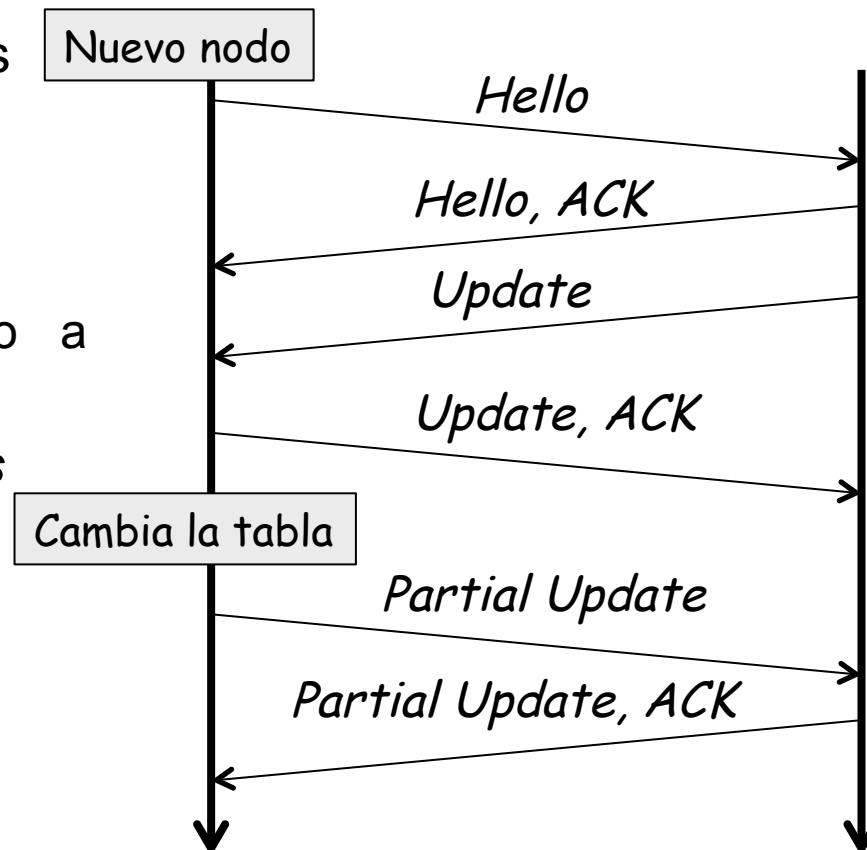 s
Nuevo nodo
Hello
Hello, ACK
Update
o a
Update, ACK
s
Cambia la tabla
Partial Update
Partial Update, ACK